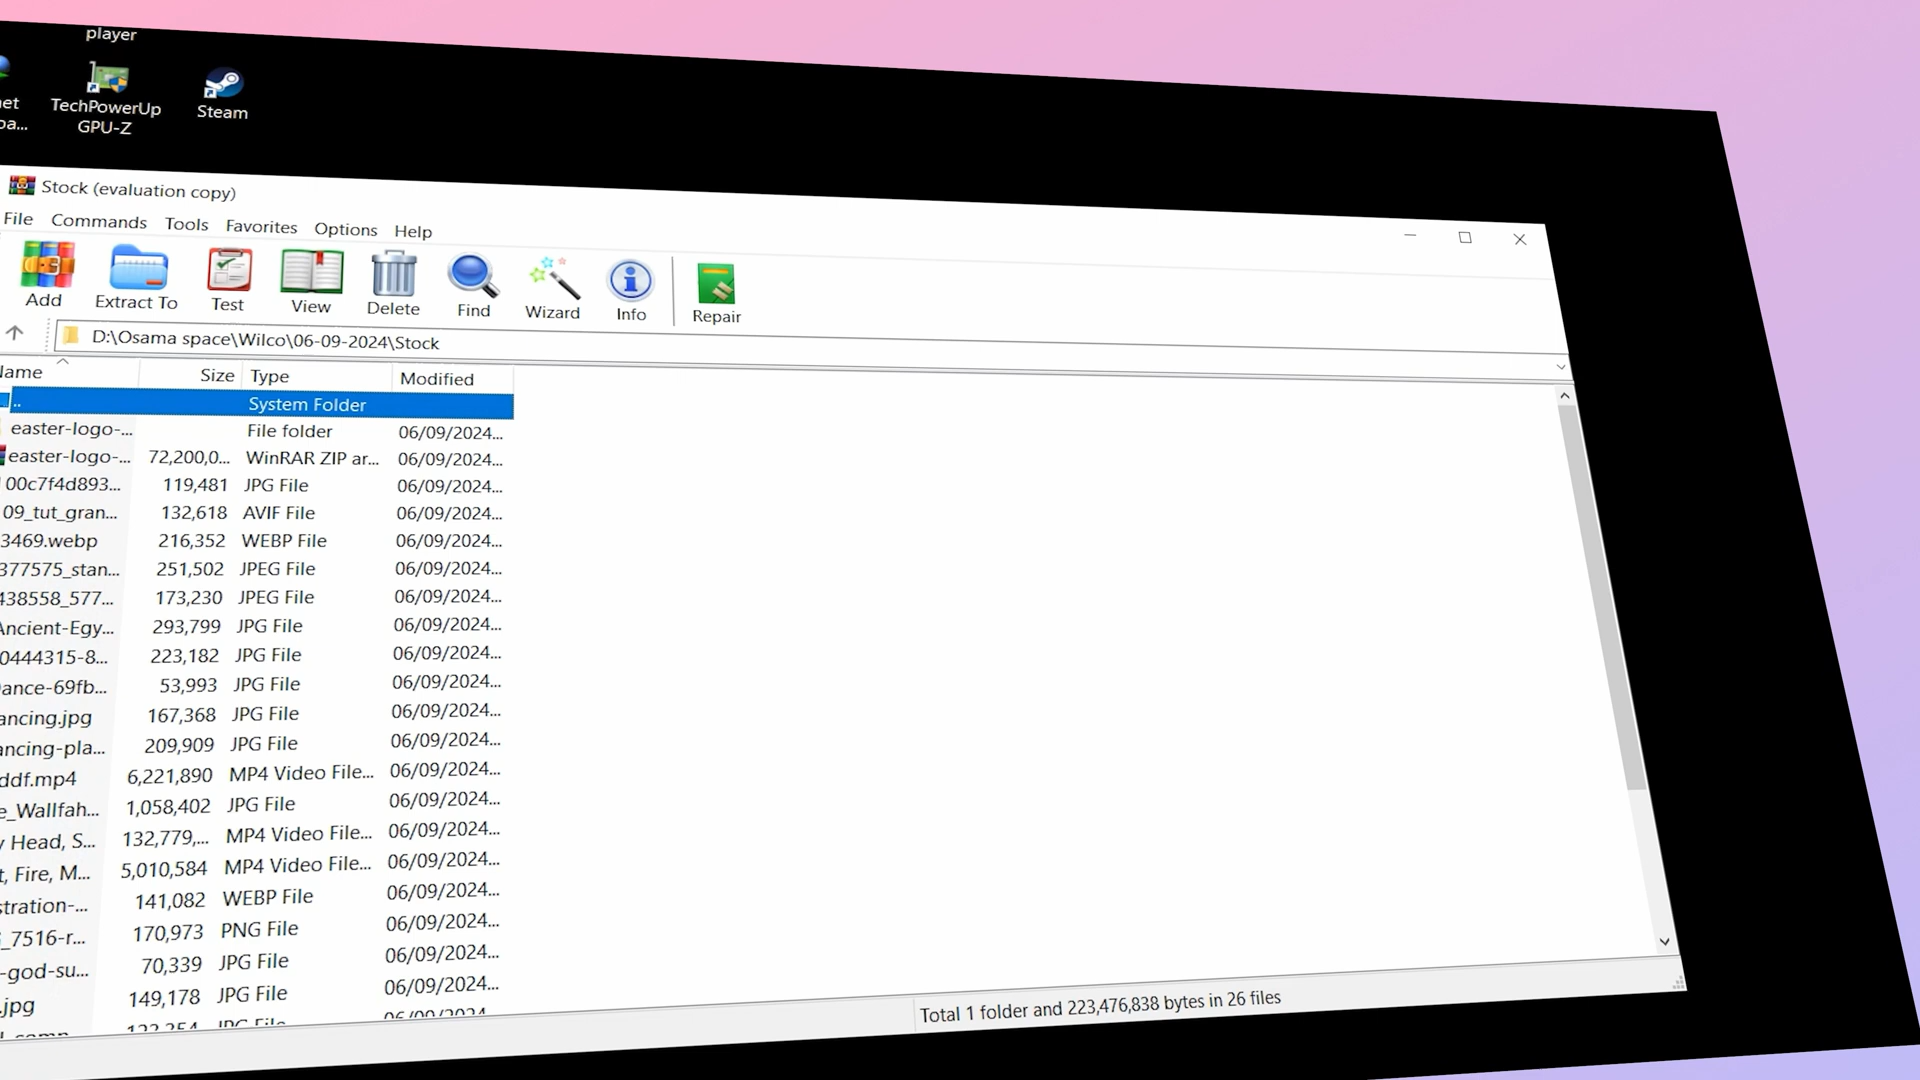 player
TechPowerUp
GPU-Z
Steam
Stock (evaluation copy)
File Commands Tools Favorites Options Help
Add Extract To Test View Delete Find Wizard Info Repair
D:\Osama space\Wilco\06-09-2024\Stock
Size Type Modified
.. System Folder
easter-logo-... File folder 06/09/2024...
easter-logo-... 72,200,0... WinRAR ZIP ar... 06/09/2024...
00c7f4d893... 119,481 JPG File 06/09/2024...
09_tut_gran... 132,618 AVIF File 06/09/2024...
3469.webp 216,352 WEBP File 06/09/2024...
377575_stan... 251,502 JPEG File 06/09/2024...
438558_577... 173,230 JPEG File 06/09/2024...
Ancient-Egy... 293,799 JPG File 06/09/2024...
0444315-8... 223,182 JPG File 06/09/2024...
ance-69fb... 53,993 JPG File 06/09/2024...
ancing.jpg 167,368 JPG File 06/09/2024...
ancing-pla... 209,909 JPG File 06/09/2024...
ddf.mp4 6,221,890 MP4 Video File... 06/09/2024...
e_Wallfah... 1,058,402 JPG File 06/09/2024...
y Head, S... 132,779,... MP4 Video File... 06/09/2024...
t, Fire, M... 5,010,584 MP4 Video File... 06/09/2024...
stration-... 141,082 WEBP File 06/09/2024...
_7516-r... 170,973 PNG File 06/09/2024...
-god-su... 70,339 JPG File 06/09/2024...
.jpg 149,178 JPG File 06/09/2024...
Total 1 folder and 223,476,838 bytes in 26 files